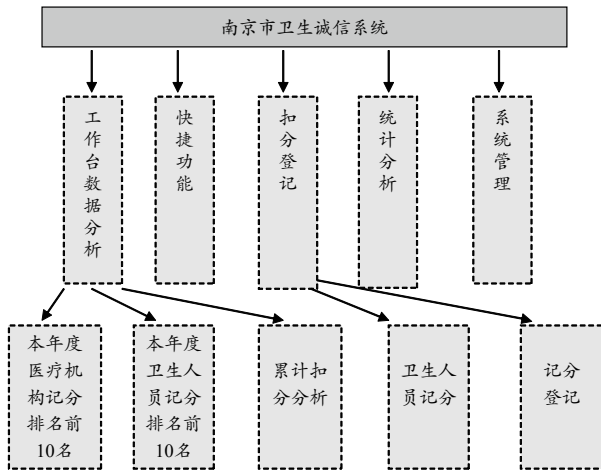 南京市卫生诚信系统
工作台数据分析
快捷功能
扣分登记
统计分析
系统管理
本年度
医疗机
构记分
排名前
10名
本年度
卫生人
员记分
排名前
10名
累计扣
分分析
卫生人
员记分
记分
登记